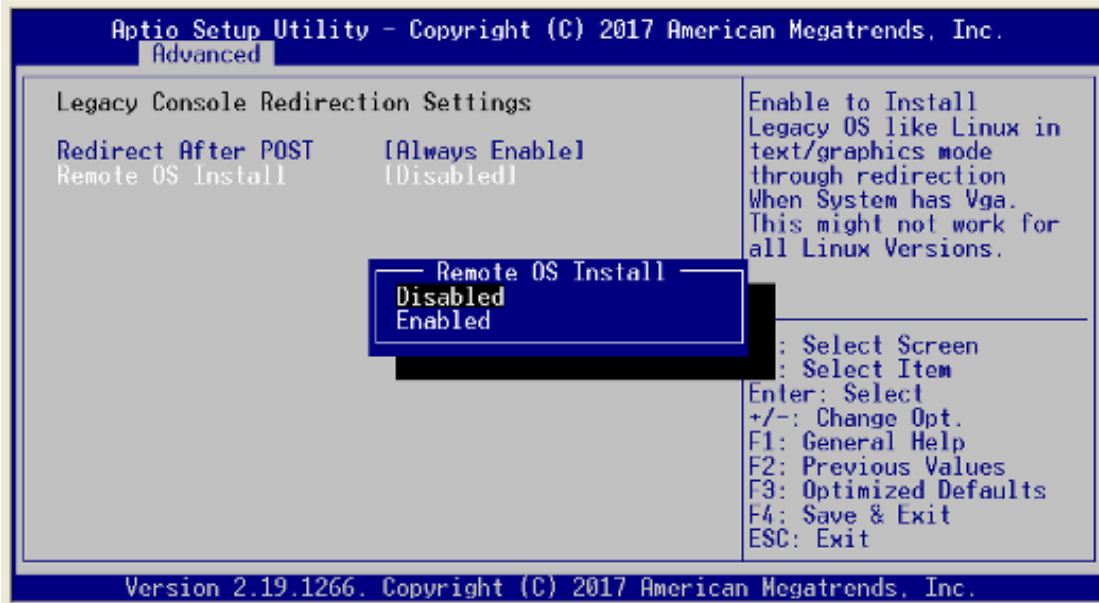 Aptio Setup Utility – Copyright (C) 2017 American Megatrends, Inc.
Advanced
Legacy Console Redirection Settings
Redirect After POST [Always Enable]
Remote OS Install [Disabled]
Remote OS Install
Disabled
Enabled
Enable to Install
Legacy OS like Linux in
text/graphics mode
through redirection
When System has Vga.
This might not work for
all Linux Versions.
: Select Screen
: Select Item
Enter: Select
+/-: Change Opt.
F1: General Help
F2: Previous Values
F3: Optimized Defaults
F4: Save & Exit
ESC: Exit
Version 2.19.1266. Copyright (C) 2017 American Megatrends, Inc.